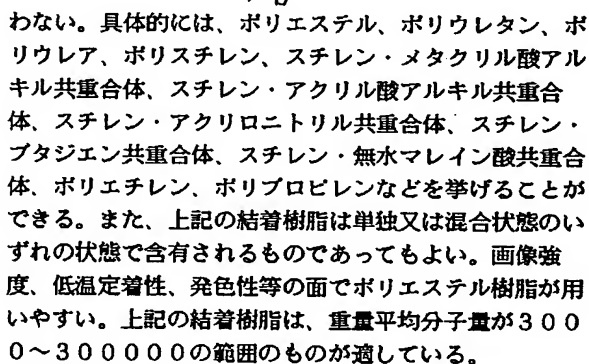 わない。具体的には、ポリエステル、ポリウレタン、ポ
リウレア、ポリスチレン、スチレン・メタクリル酸アル
キル共重合体、スチレン・アクリル酸アルキル共重合
体、スチレン・アクリロニトリル共重合体、スチレン・
ブタジエン共重合体、スチレン・無水マレイン酸共重合
体、ポリエチレン、ポリプロピレンなどを挙げることが
できる。また、上記の結着樹脂は単独又は混合状態のい
ずれの状態で含有されるものであってもよい。画像強
度、低温定着性、発色性等の面でポリエステル樹脂が用
いやすい。上記の結着樹脂は、重量平均分子量が３００
０～３０００００の範囲のものが適している。